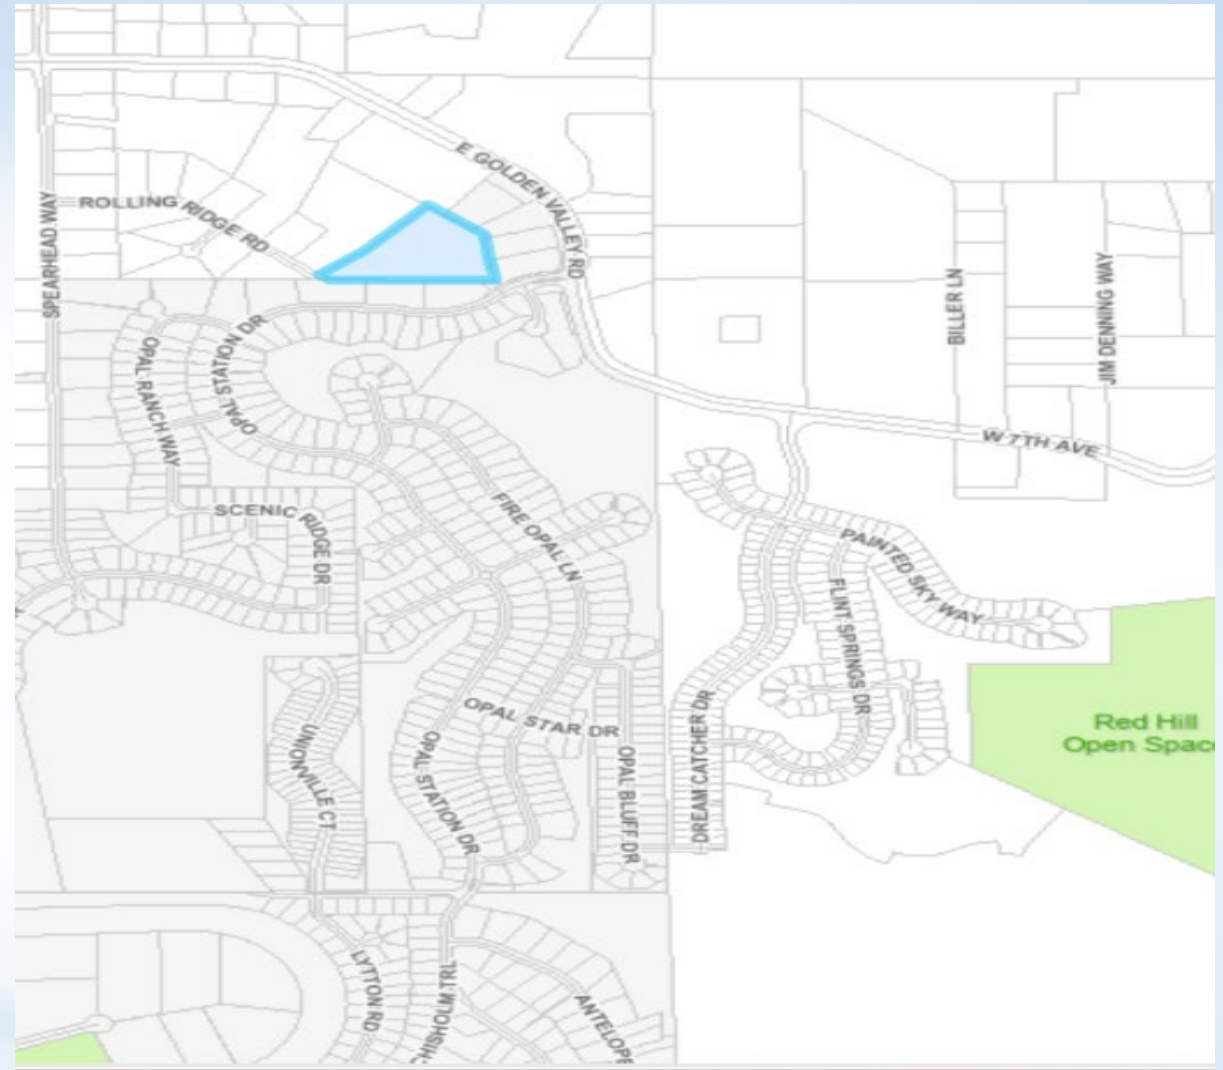 E GOLDEN VALLEY RD
ROLLING RIDGE RD
SPEARHEAD WAY
BILLER LN
JIM DENNING WAY
OPAL STATION DR
OPAL RANCH WAY
W 7TH AVE
FIRE OPAL LN
SCENIC RIDGE DR
PAINTED SKY WAY
FLINT SPRINGS DR
OPAL STAR DR
DREAM CATCHER DR
Red Hill
Open Spac
UNIONVILLE CT
OPAL STATION DR
OPAL BLUFF DR
LYTTON RD
CHISHOLM TRL
ANTELOPE